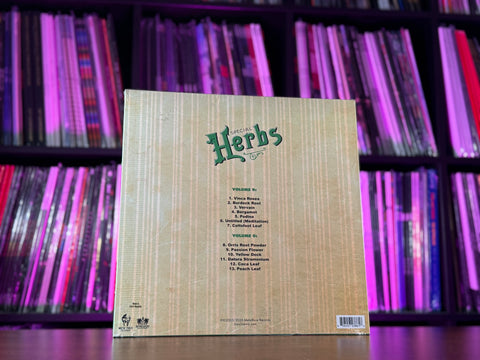 SPECIAL
Herbs
VOLUME 9:
1. Vinca Rosea
2. Burdock Root
3. Vervain
4. Bergamot
5. Podina
6. Untitled (Meditation)
7. Coltsfoot Leaf
VOLUME 0:
8. Orris Root Powder
9. Passion Flower
10. Yellow Dock
11. Datura Stramonium
12. Coca Leaf
13. Peach Leaf